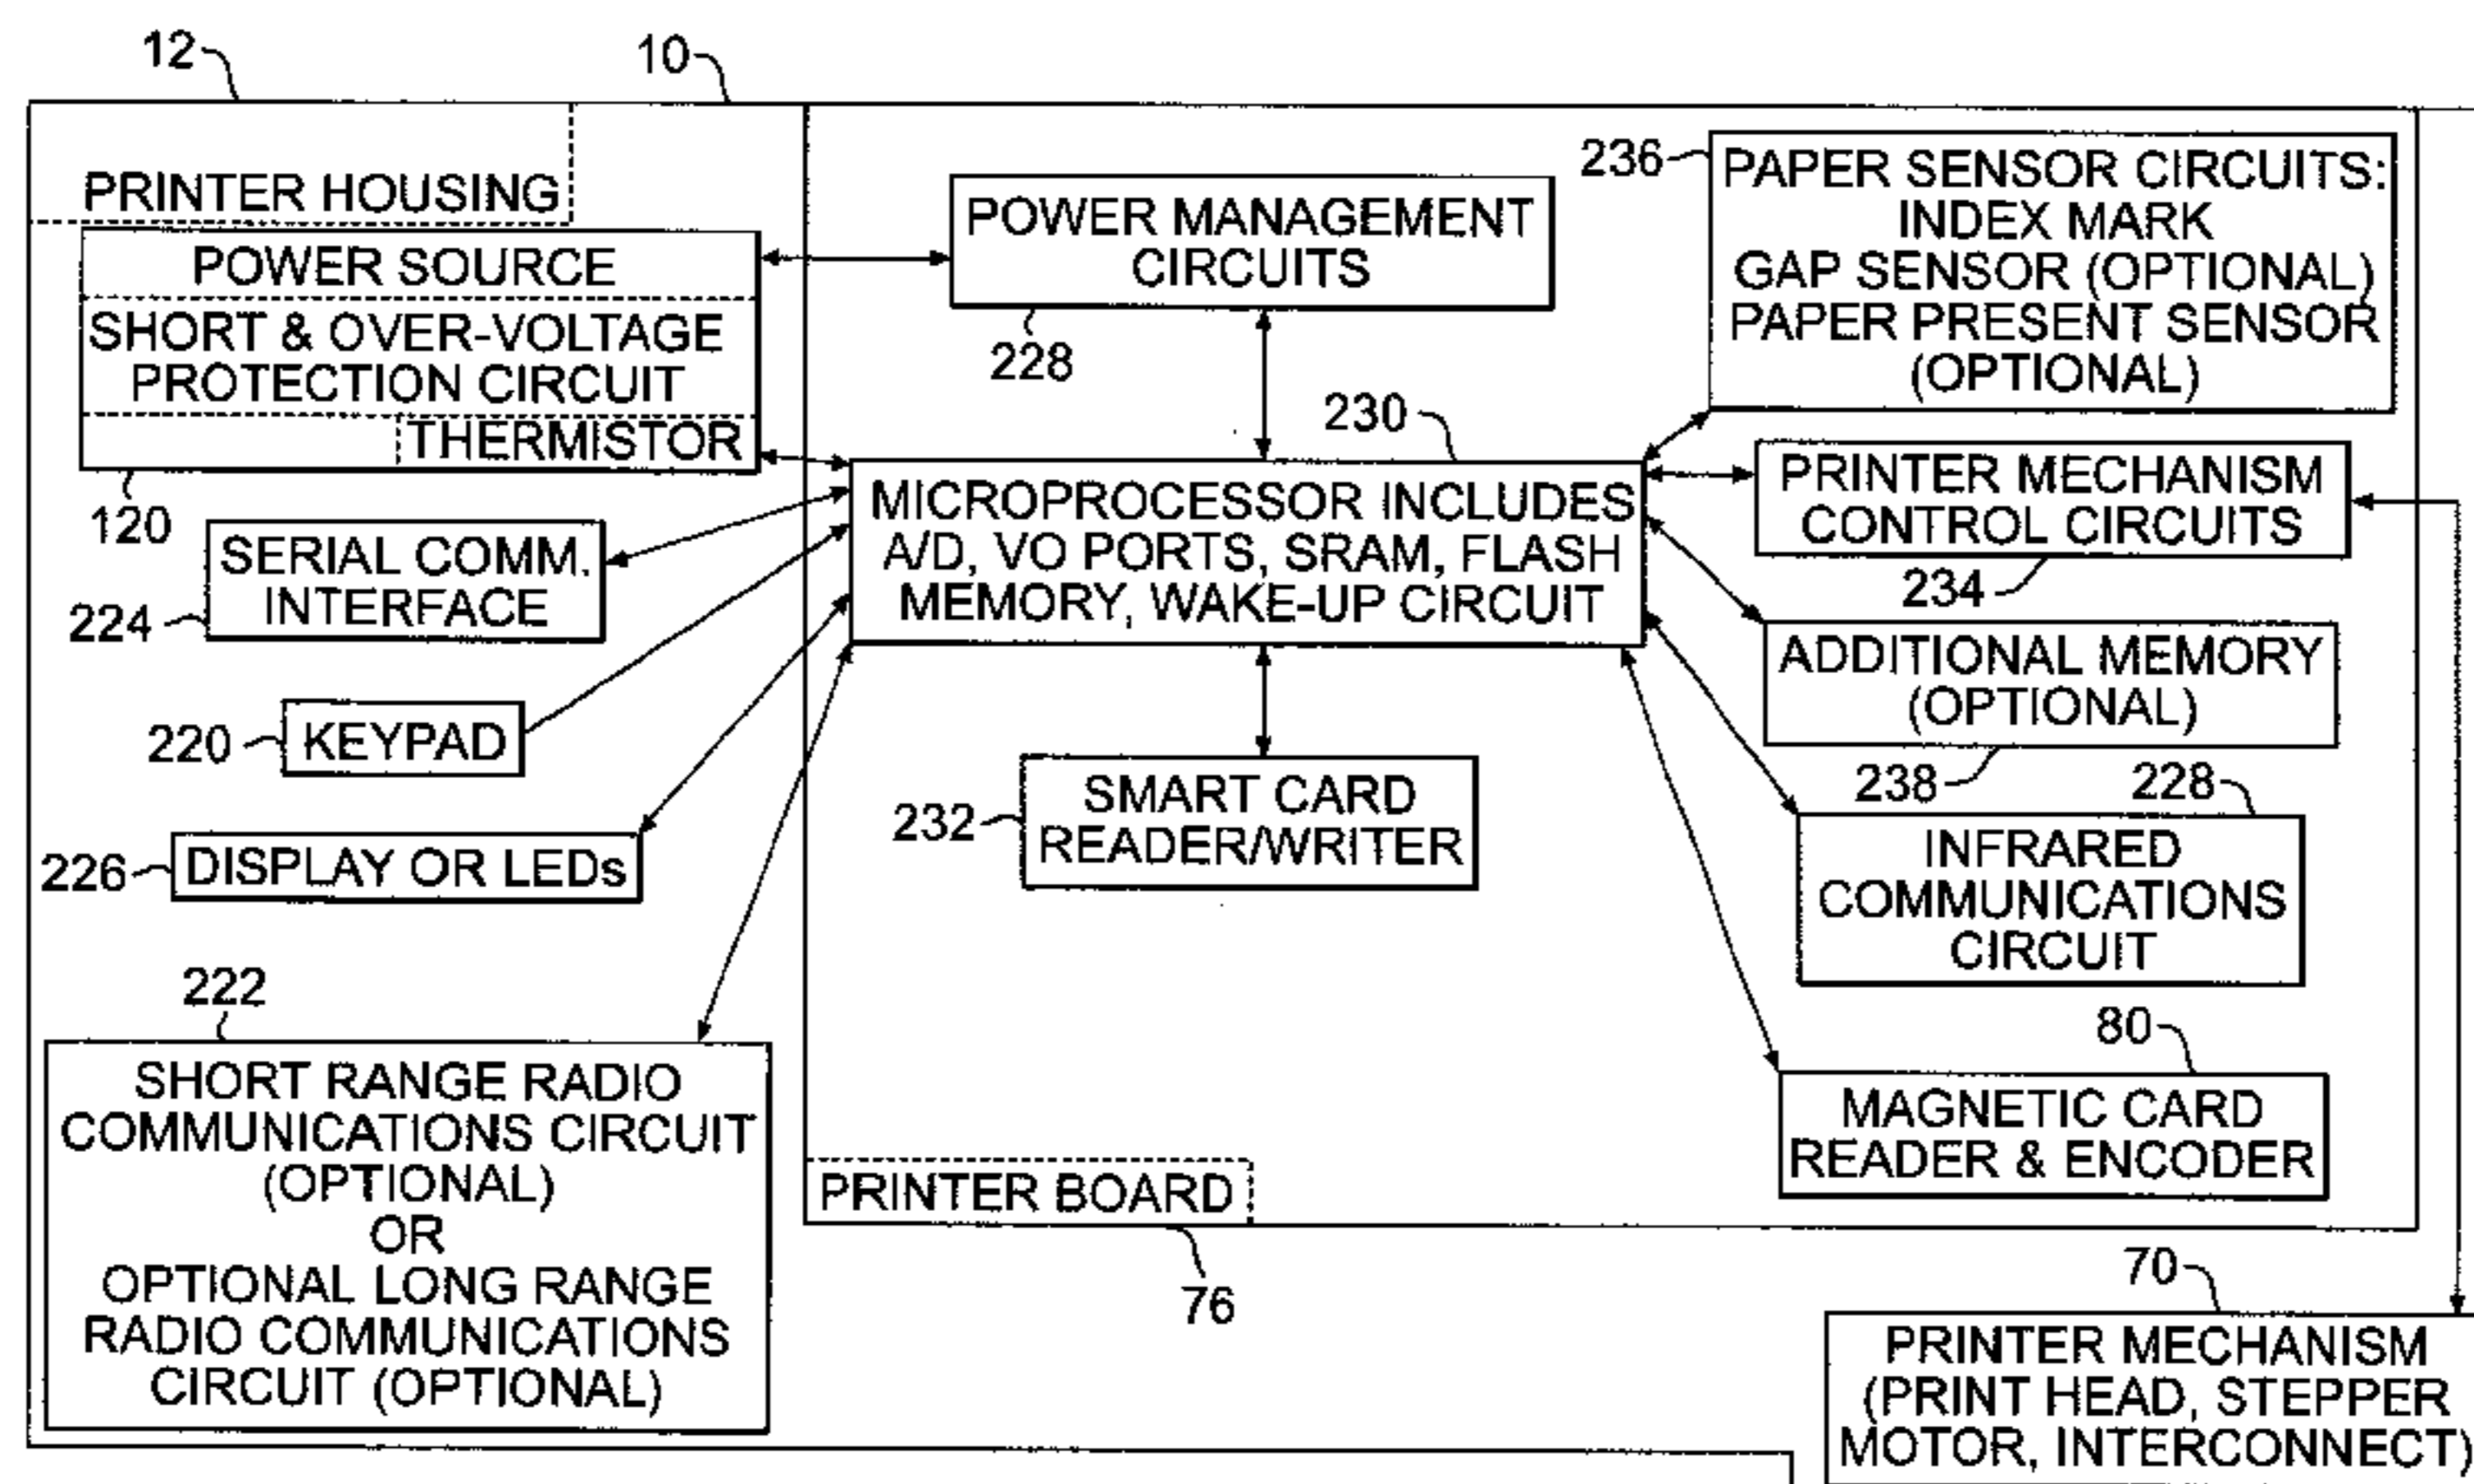 12
10
PRINTER HOUSING
POWER SOURCE
SHORT & OVER-VOLTAGE
PROTECTION CIRCUIT
THERMISTOR
120
SERIAL COMM.
INTERFACE
224
220
KEYPAD
226
DISPLAY OR LEDs
222
SHORT RANGE RADIO
COMMUNICATIONS CIRCUIT
(OPTIONAL)
OR
OPTIONAL LONG RANGE
RADIO COMMUNICATIONS
CIRCUIT (OPTIONAL)
POWER MANAGEMENT
CIRCUITS
228
230
MICROPROCESSOR INCLUDES
A/D, VO PORTS, SRAM, FLASH
MEMORY, WAKE-UP CIRCUIT
232
SMART CARD
READER/WRITER
PRINTER BOARD
76
236
PAPER SENSOR CIRCUITS:
INDEX MARK
GAP SENSOR (OPTIONAL)
PAPER PRESENT SENSOR
(OPTIONAL)
PRINTER MECHANISM
CONTROL CIRCUITS
234
ADDITIONAL MEMORY
(OPTIONAL)
238
228
INFRARED
COMMUNICATIONS
CIRCUIT
80
MAGNETIC CARD
READER & ENCODER
70
PRINTER MECHANISM
(PRINT HEAD, STEPPER
MOTOR, INTERCONNECT)